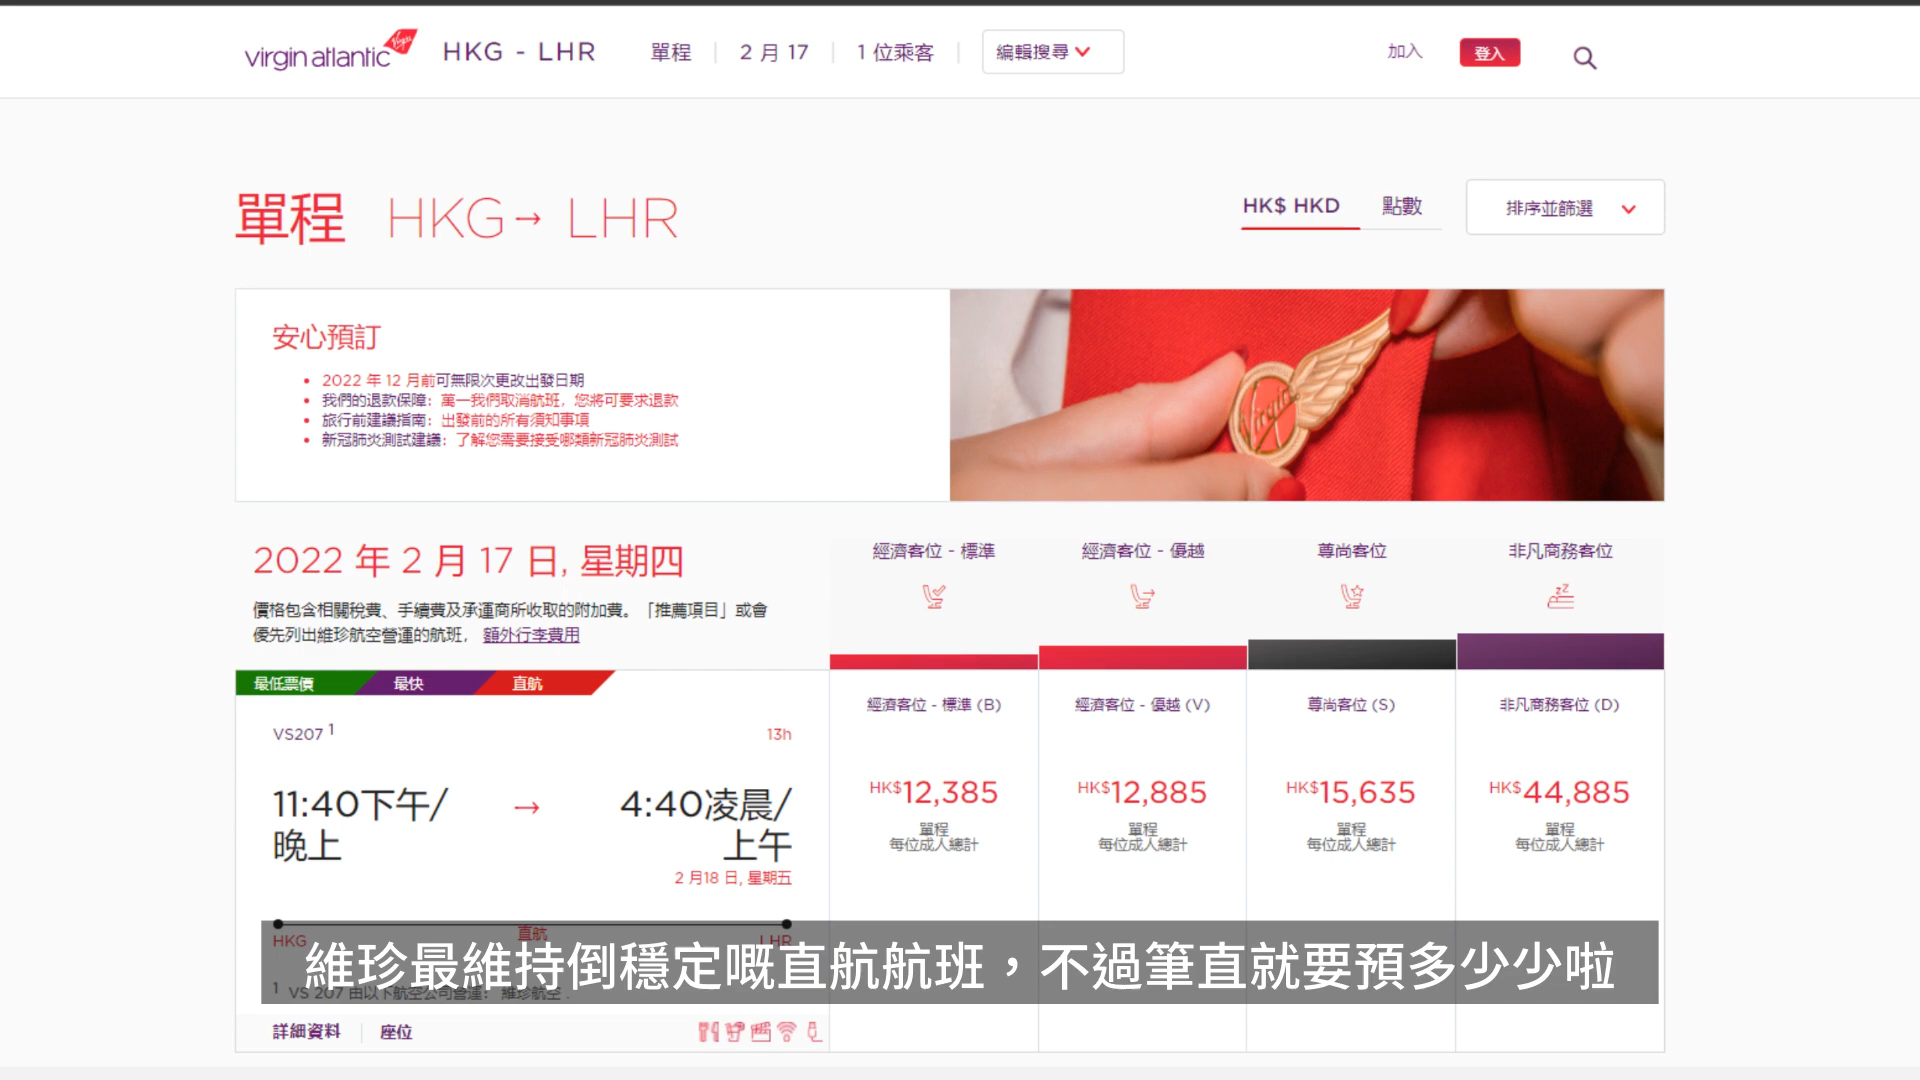 virgin atlantic
HKG - LHR
單程
2 月 17
1 位乘客
編輯搜尋
加入
登入
單程 HKG → LHR
HK$ HKD
點數
排序並篩選
安心預訂
2022 年 12 月前可無限次更改出發日期
我們的退款保障：萬一我們取消航班，您將可要求退款
旅行前建議指南：出發前的所有須知事項
新冠肺炎測試建議：了解您需要接受哪類新冠肺炎測試
Virgin
2022 年 2 月 17 日, 星期四
價格包含相關稅費、手續費及承運商所收取的附加費。「推薦項目」或會
優先列出維珍航空營運的航班， 額外行李費用
經濟客位 - 標準
經濟客位 - 優越
尊尚客位
非凡商務客位
最低票價
最快
直航
VS207 1
13h
11:40下午/
晚上
→
4:40凌晨/
上午
2 月18 日, 星期五
HKG
直航
LHR
1 VS 207 由以下航空公司營運： 維珍航空 .
詳細資料
座位
經濟客位 - 標準 (B)
HK$12,385
單程
每位成人總計
經濟客位 - 優越 (V)
HK$12,885
單程
每位成人總計
尊尚客位 (S)
HK$15,635
單程
每位成人總計
非凡商務客位 (D)
HK$44,885
單程
每位成人總計
維珍最維持倒穩定嘅直航航班，不過筆直就要預多少少啦